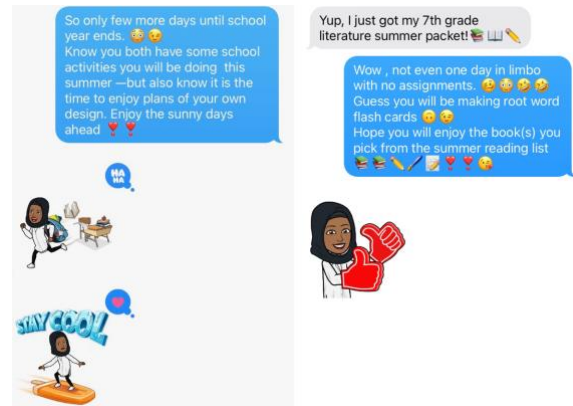 So only few more days until school
year ends. 😳😉
Know you both have some school
activities you will be doing  this
summer —but also know it is the
time to enjoy plans of your own
design. Enjoy the sunny days
ahead ❣️❣️
HA
HA
STAY COOL
Yup, I just got my 7th grade
literature summer packet!📚📖✏️
Wow , not even one day in limbo
with no assignments. 🥴😳🤣🤣
Guess you will be making root word
flash cards 🙃😉
Hope you will enjoy the book(s) you
pick from the summer reading list
📚📚✏️🖊️📝❣️❣️😘